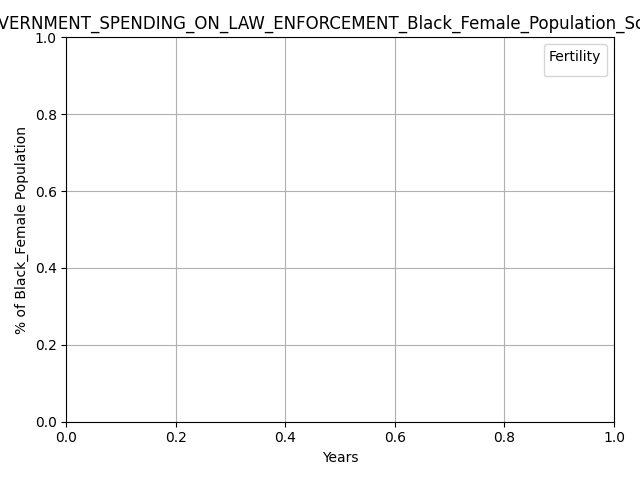 VERNMENT_SPENDING_ON_LAW_ENFORCEMENT_Black_Female_Population_Sc
Fertility
1.0
0.8
0.6
0.4
0.2
0.0
% of Black_Female Population
0.0 0.2 0.4 0.6 0.8 1.0
Years